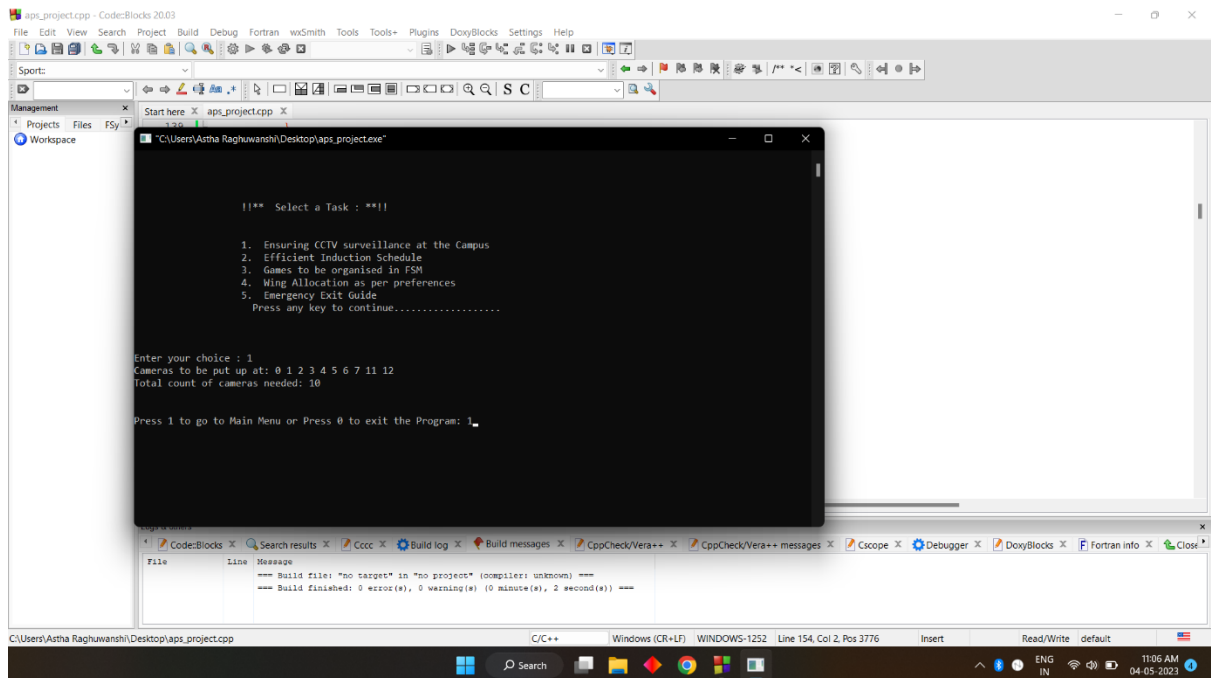 aps_project.cpp - Code::Blocks 20.03
File Edit View Search Project Build Debug Fortran wxSmith Tools Tools+ Plugins DoxyBlocks Settings Help
Sport::
/** *<
.*
S C
Management
Start here X aps_project.cpp X
Projects Files FSy
Workspace
"C:\Users\Astha Raghuwanshi\Desktop\aps_project.exe"
!!** Select a Task : **!!
1. Ensuring CCTV surveillance at the Campus
2. Efficient Induction Schedule
3. Games to be organised in FSM
4. Wing Allocation as per preferences
5. Emergency Exit Guide
Press any key to continue...................
Enter your choice : 1
Cameras to be put up at: 0 1 2 3 4 5 6 7 11 12
Total count of cameras needed: 10
Press 1 to go to Main Menu or Press 0 to exit the Program: 1
Code::Blocks X Search results X Cccc X Build log X Build messages X CppCheck/Vera++ X CppCheck/Vera++ messages X Cscope X Debugger X DoxyBlocks X Fortran info X Close
File Line Message
=== Build file: "no target" in "no project" (compiler: unknown) ===
=== Build finished: 0 error(s), 0 warning(s) (0 minute(s), 2 second(s)) ===
C:\Users\Astha Raghuwanshi\Desktop\aps_project.cpp C/C++ Windows (CR+LF) WINDOWS-1252 Line 154, Col 2, Pos 3776 Insert Read/Write default
Search
ENG
IN
11:06 AM
04-05-2023
4